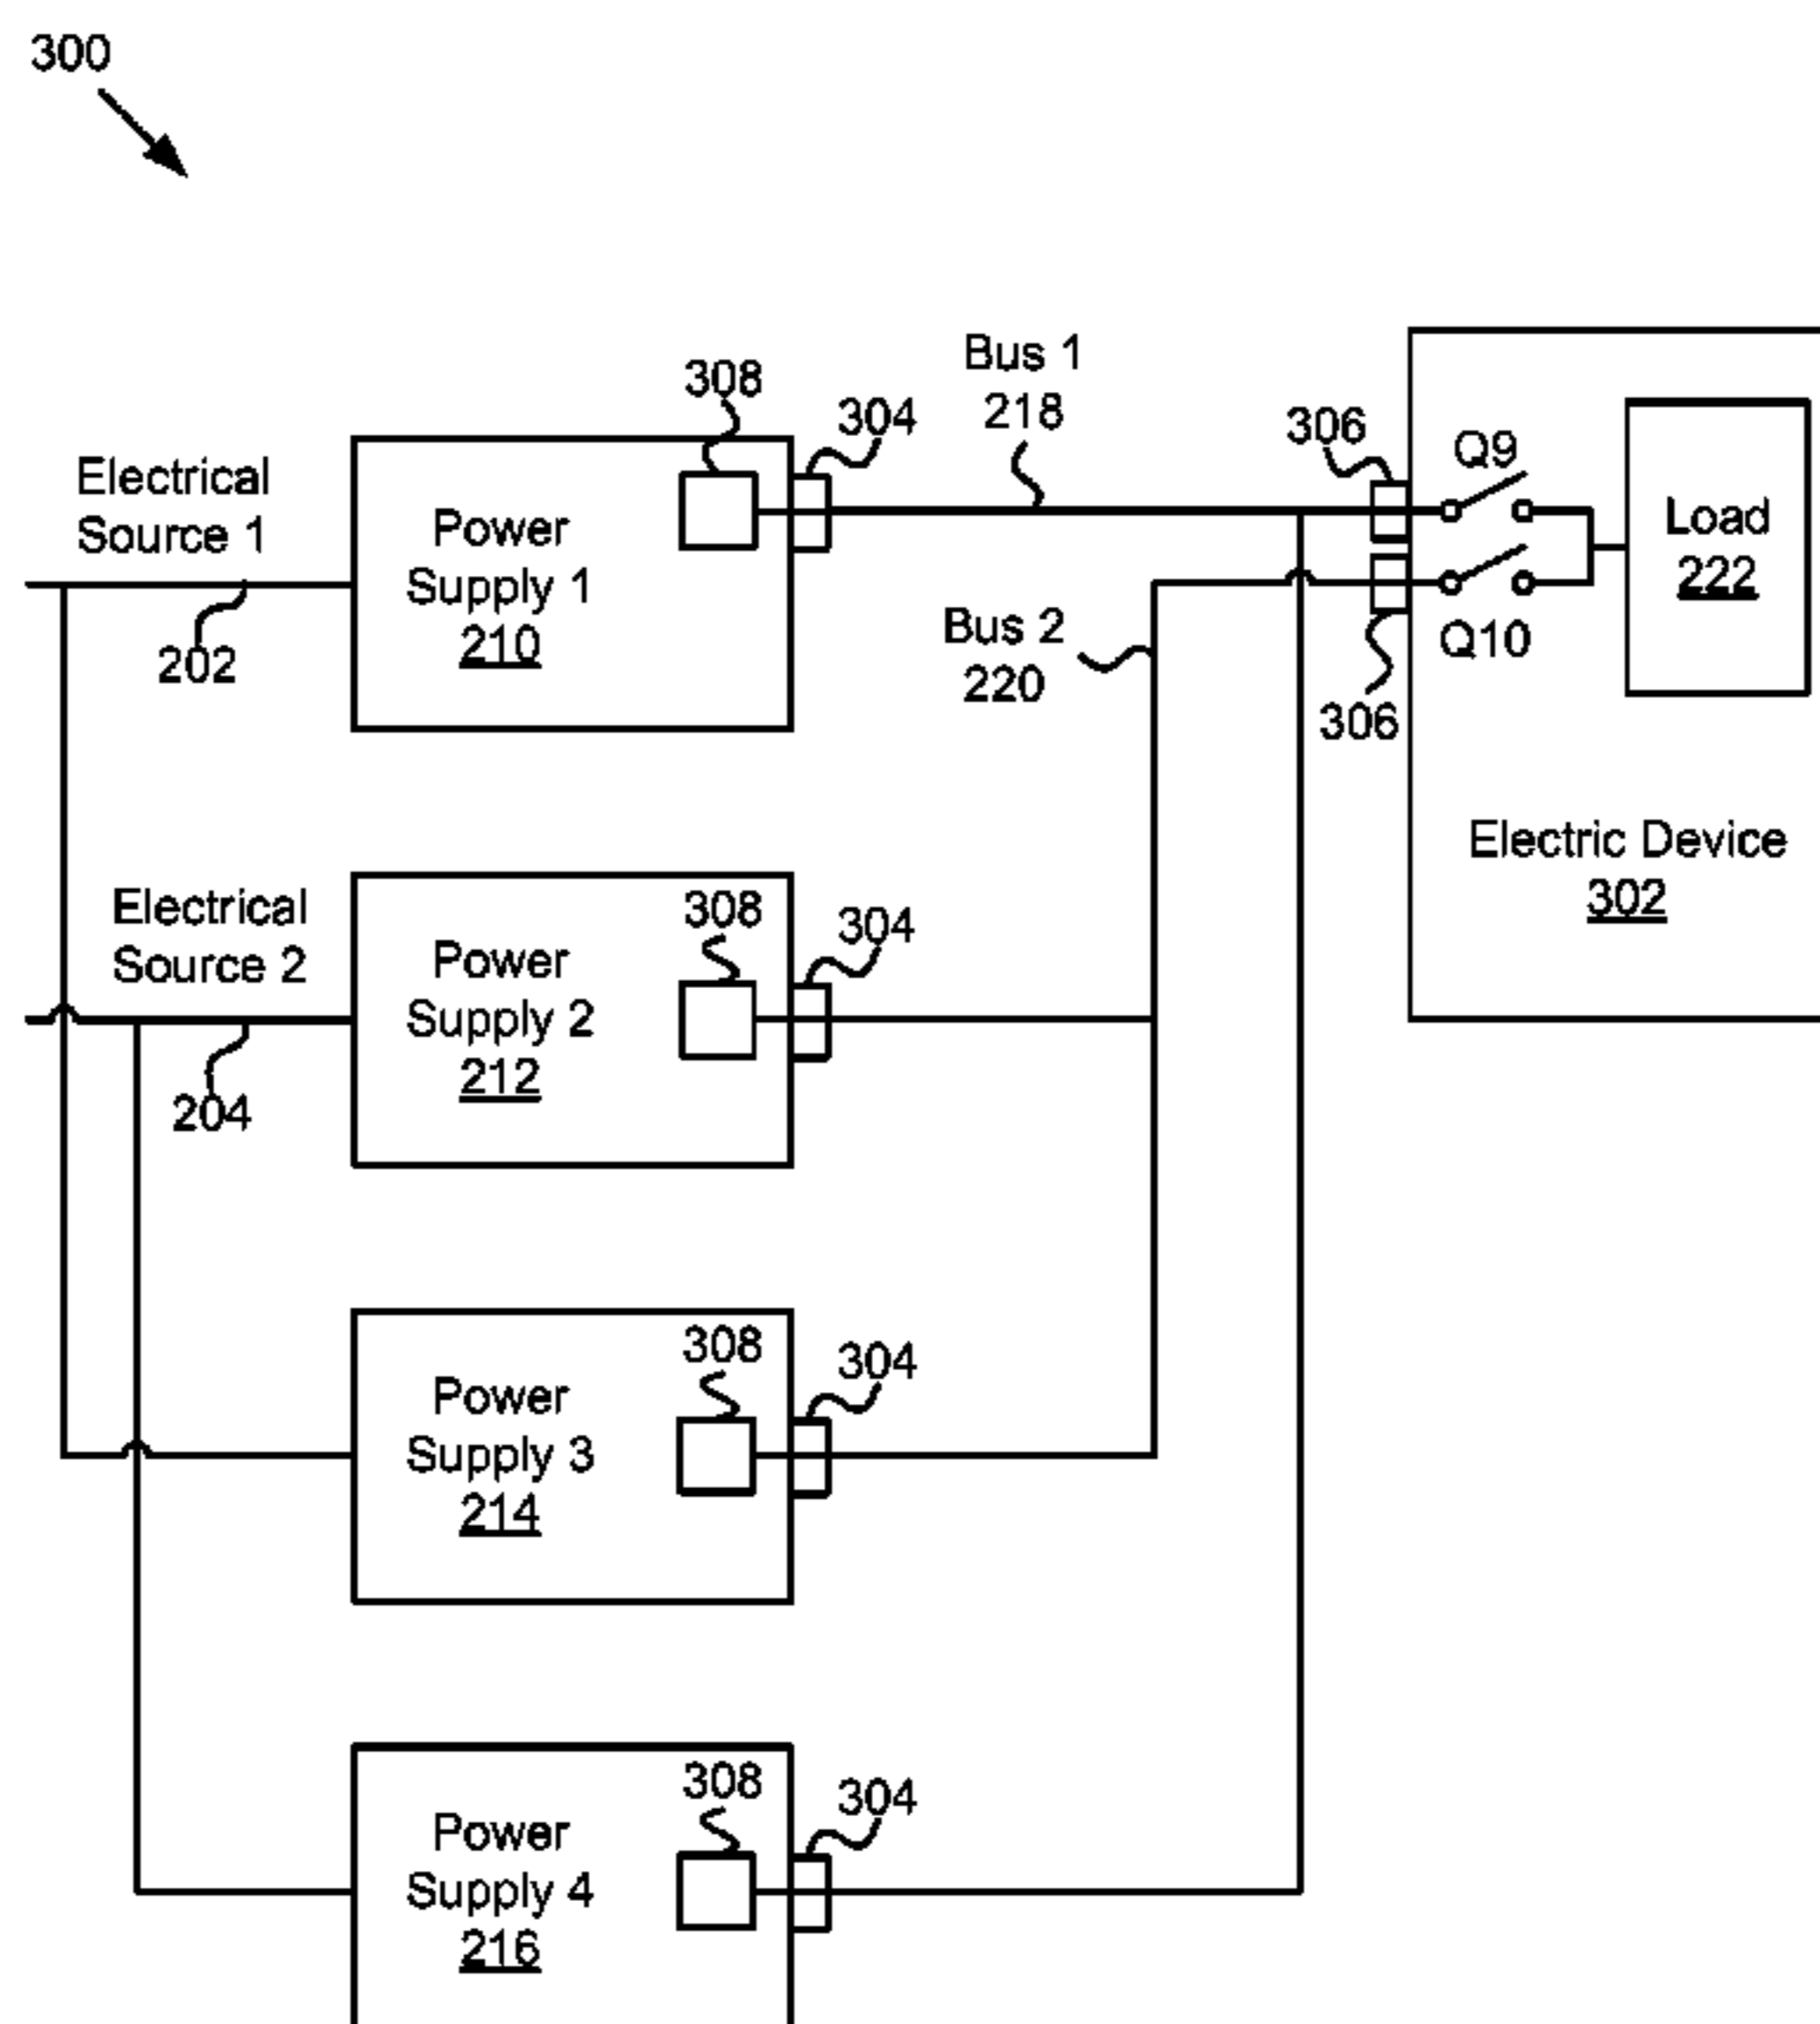 300
Bus 1
218
308
304
306
Q9
Electrical
Source 1
Power
Supply 1
210
Load
222
202
Bus 2
220
Q10
306
Electric Device
302
Electrical
Source 2
308
304
Power
Supply 2
212
204
308
304
Power
Supply 3
214
308
304
Power
Supply 4
216